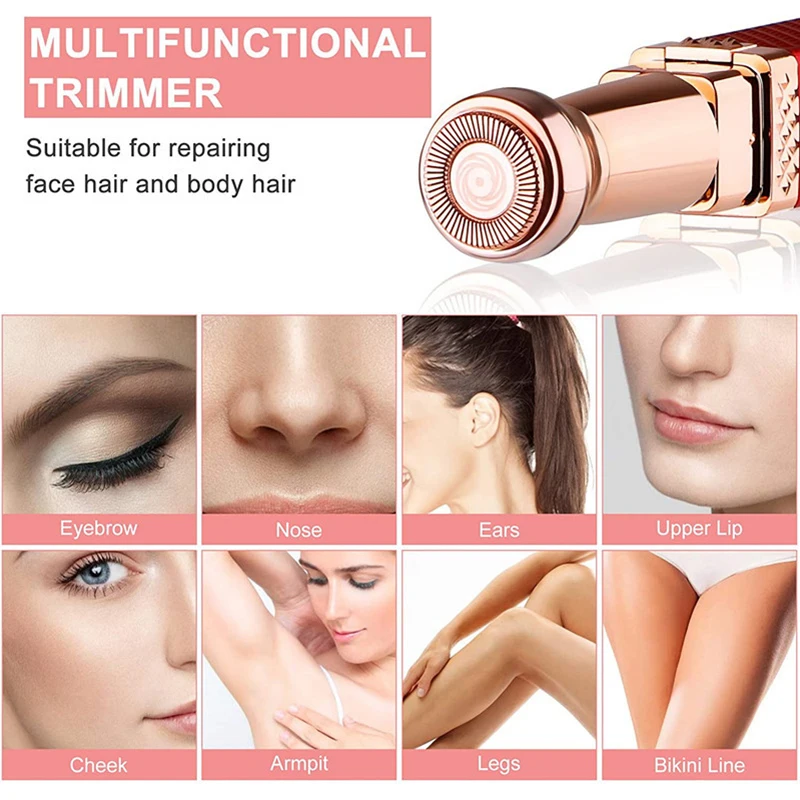 MULTIFUNCTIONAL
TRIMMER
Suitable for repairing
face hair and body hair
Eyebrow
Nose
Ears
Upper Lip
Cheek
Armpit
Legs
Bikini Line